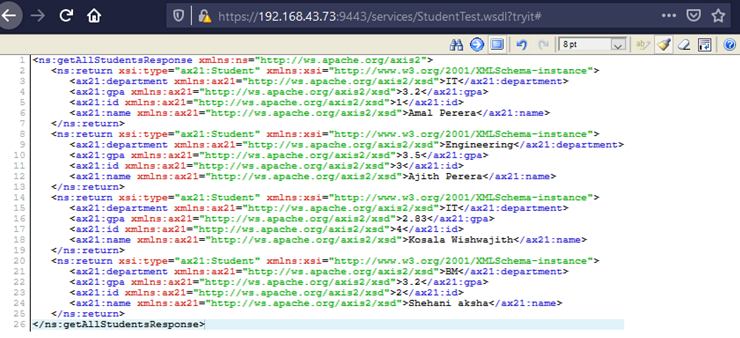 https://192.168.43.73:9443/services/StudentTest.wsdl?tryit#
8 pt
1 <ns:getAllStudentsResponse xmlns:ns="http://ws.apache.org/axis2">
2 <ns:return xsi:type="ax21:Student" xmlns:xsi="http://www.w3.org/2001/XMLSchema-instance">
3 <ax21:department xmlns:ax21="http://ws.apache.org/axis2/xsd">IT</ax21:department>
4 <ax21:gpa xmlns:ax21="http://ws.apache.org/axis2/xsd">3.2</ax21:gpa>
5 <ax21:id xmlns:ax21="http://ws.apache.org/axis2/xsd">1</ax21:id>
6 <ax21:name xmlns:ax21="http://ws.apache.org/axis2/xsd">Amal Perera</ax21:name>
7 </ns:return>
8 <ns:return xsi:type="ax21:Student" xmlns:xsi="http://www.w3.org/2001/XMLSchema-instance">
9 <ax21:department xmlns:ax21="http://ws.apache.org/axis2/xsd">Engineering</ax21:department>
10 <ax21:gpa xmlns:ax21="http://ws.apache.org/axis2/xsd">3.5</ax21:gpa>
11 <ax21:id xmlns:ax21="http://ws.apache.org/axis2/xsd">3</ax21:id>
12 <ax21:name xmlns:ax21="http://ws.apache.org/axis2/xsd">Ajith Perera</ax21:name>
13 </ns:return>
14 <ns:return xsi:type="ax21:Student" xmlns:xsi="http://www.w3.org/2001/XMLSchema-instance">
15 <ax21:department xmlns:ax21="http://ws.apache.org/axis2/xsd">IT</ax21:department>
16 <ax21:gpa xmlns:ax21="http://ws.apache.org/axis2/xsd">2.83</ax21:gpa>
17 <ax21:id xmlns:ax21="http://ws.apache.org/axis2/xsd">4</ax21:id>
18 <ax21:name xmlns:ax21="http://ws.apache.org/axis2/xsd">Kosala Wishwajith</ax21:name>
19 </ns:return>
20 <ns:return xsi:type="ax21:Student" xmlns:xsi="http://www.w3.org/2001/XMLSchema-instance">
21 <ax21:department xmlns:ax21="http://ws.apache.org/axis2/xsd">BM</ax21:department>
22 <ax21:gpa xmlns:ax21="http://ws.apache.org/axis2/xsd">3.2</ax21:gpa>
23 <ax21:id xmlns:ax21="http://ws.apache.org/axis2/xsd">2</ax21:id>
24 <ax21:name xmlns:ax21="http://ws.apache.org/axis2/xsd">Shehani aksha</ax21:name>
25 </ns:return>
26 </ns:getAllStudentsResponse>